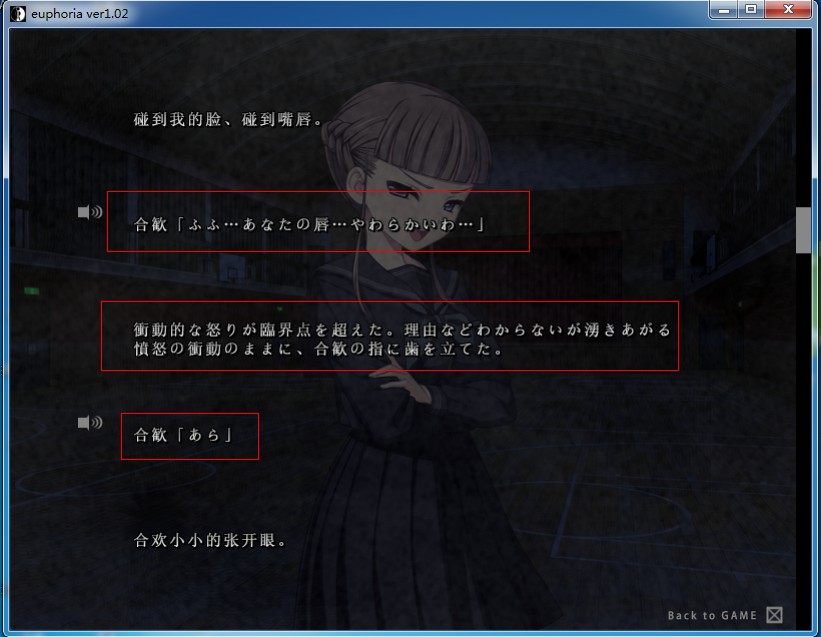 euphoria ver1.02
碰到我的脸、碰到嘴唇。
合歓「ふふ…あなたの唇…やわらかいわ…」
衝動的な怒りが臨界点を超えた。理由などわからないが湧きあがる
憤怒の衝動のままに、合歓の指に歯を立てた。
合歓「あら」
合欢小小的张开眼。
Back to GAME